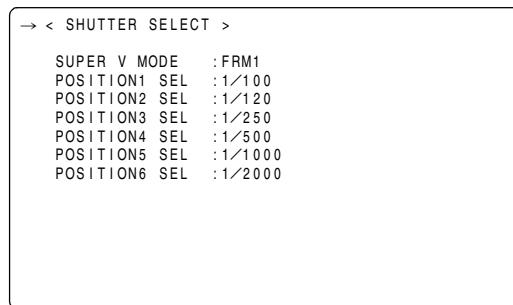 → < SHUTTER SELECT >
SUPER V MODE :FRM1
POSITION1 SEL :1/100
POSITION2 SEL :1/120
POSITION3 SEL :1/250
POSITION4 SEL :1/500
POSITION5 SEL :1/1000
POSITION6 SEL :1/2000